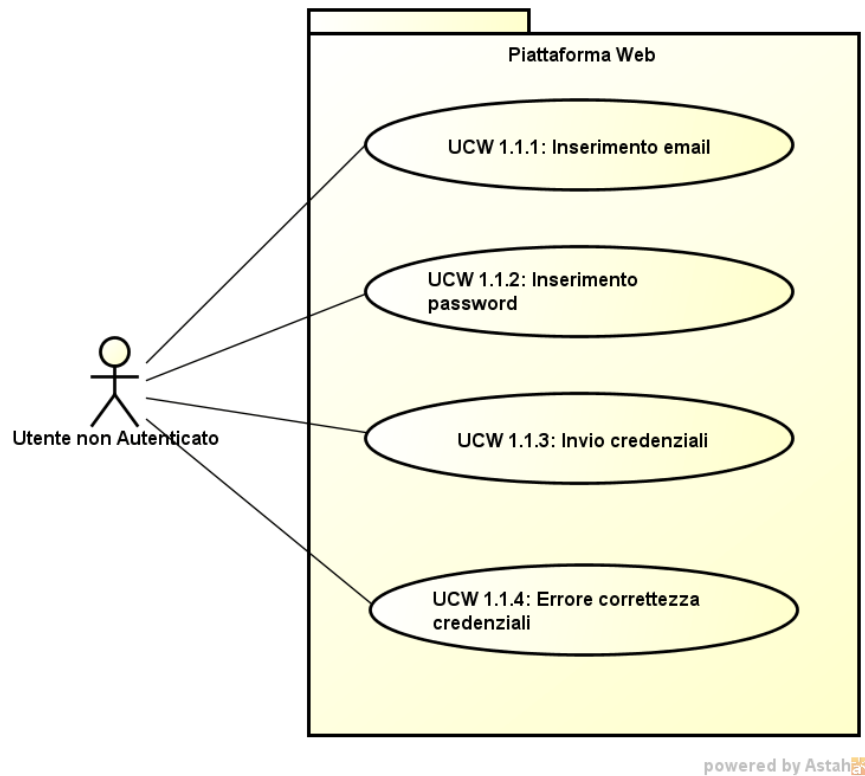 Piattaforma Web
UCW 1.1.1: Inserimento email
UCW 1.1.2: Inserimento
password
Utente non Autenticato
UCW 1.1.3: Invio credenziali
UCW 1.1.4: Errore correttezza
credenziali
powered by Astah